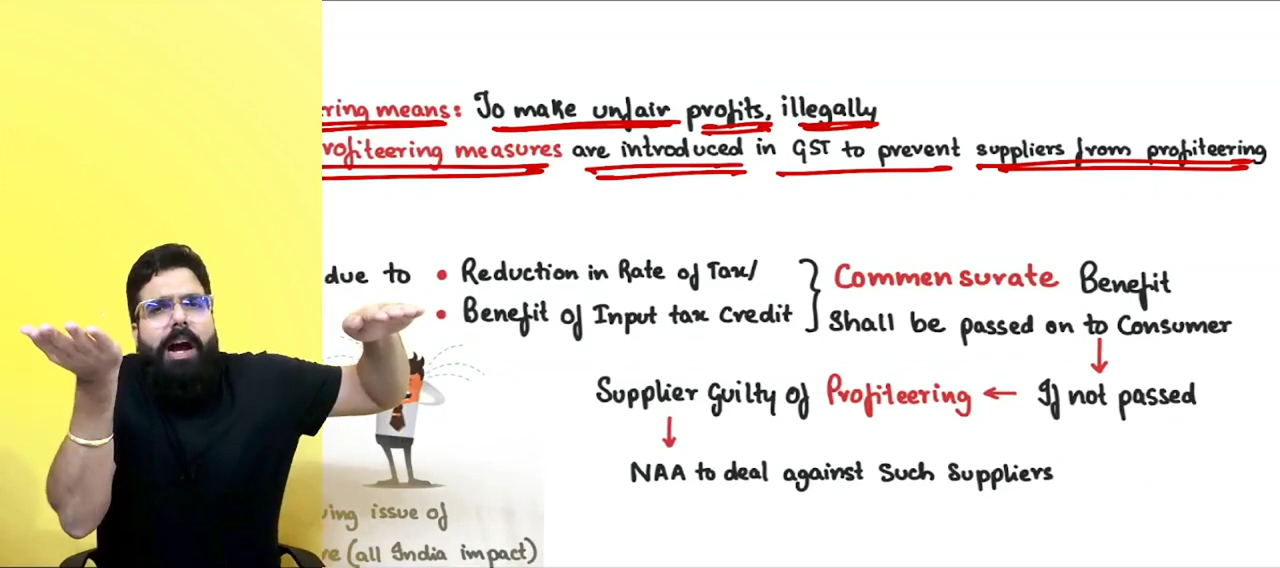 ring means: To make unfair profits, illegally
rofiteering measures are introduced in GST to prevent suppliers from profiteering
due to • Reduction in Rate of Tax/
• Benefit of Input tax Credit
Commensurate Benefit
Shall be passed on to Consumer
Supplier Guilty of Profiteering ← If not passed
NAA to deal against Such Suppliers
ving issue of
re (all India impact)